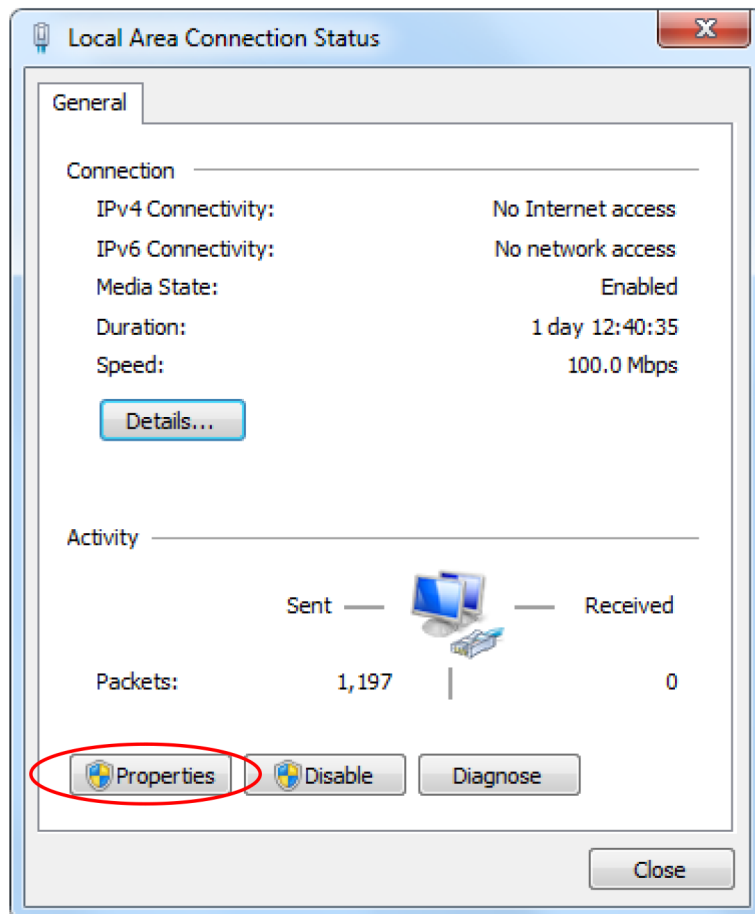 Local Area Connection Status
General
Connection
IPv4 Connectivity: No Internet access
IPv6 Connectivity: No network access
Media State: Enabled
Duration: 1 day 12:40:35
Speed: 100.0 Mbps
Details...
Activity
Sent Received
Packets: 1,197 0
Properties Disable Diagnose
Close